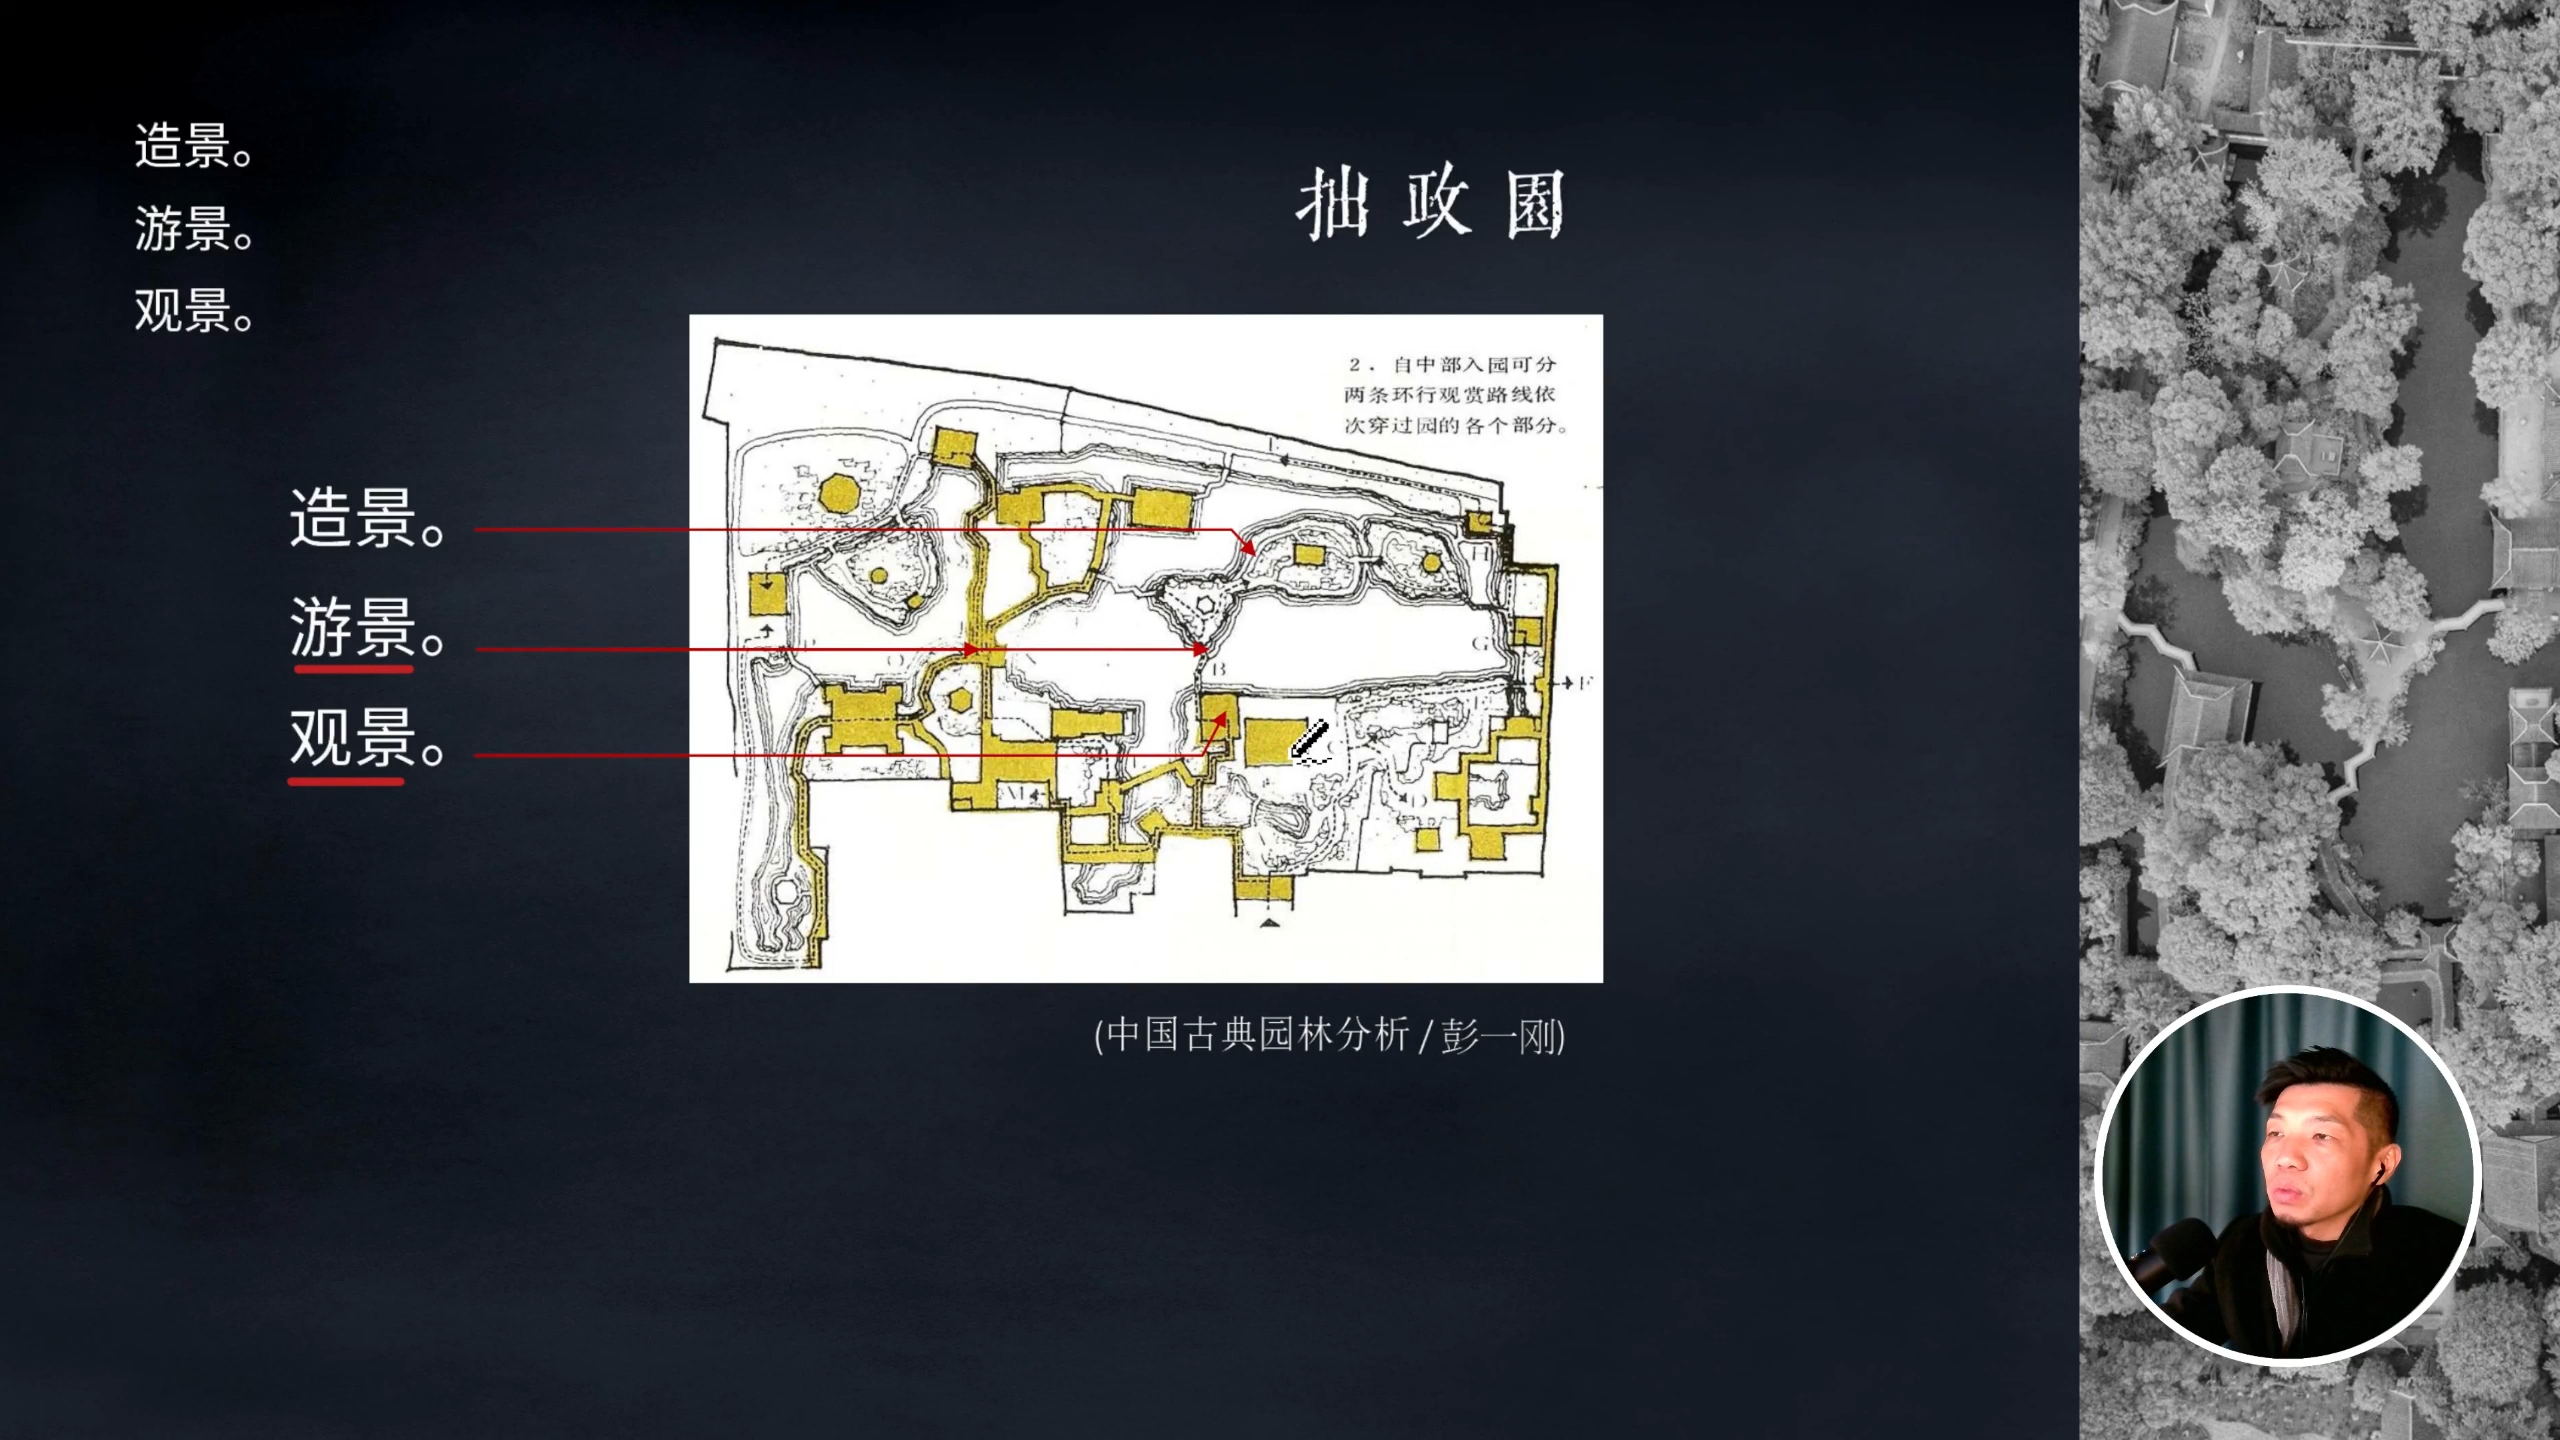 造景。
游景。
观景。
拙政園
2．自中部入园可分
两条环行观赏路线依
次穿过园的各个部分。
造景。
游景。
观景。
I
H
P
O
G
B
F
M
D
(中国古典园林分析/彭一刚)